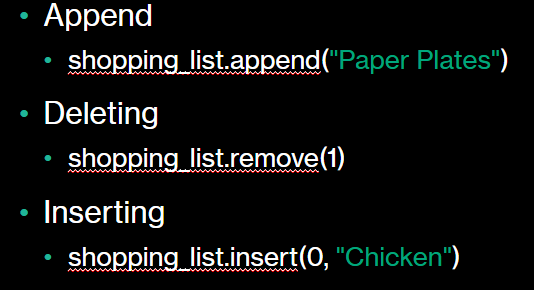 • Append
• shopping_list.append("Paper Plates")
• Deleting
• shopping_list.remove(1)
• Inserting
• shopping_list.insert(0, "Chicken")